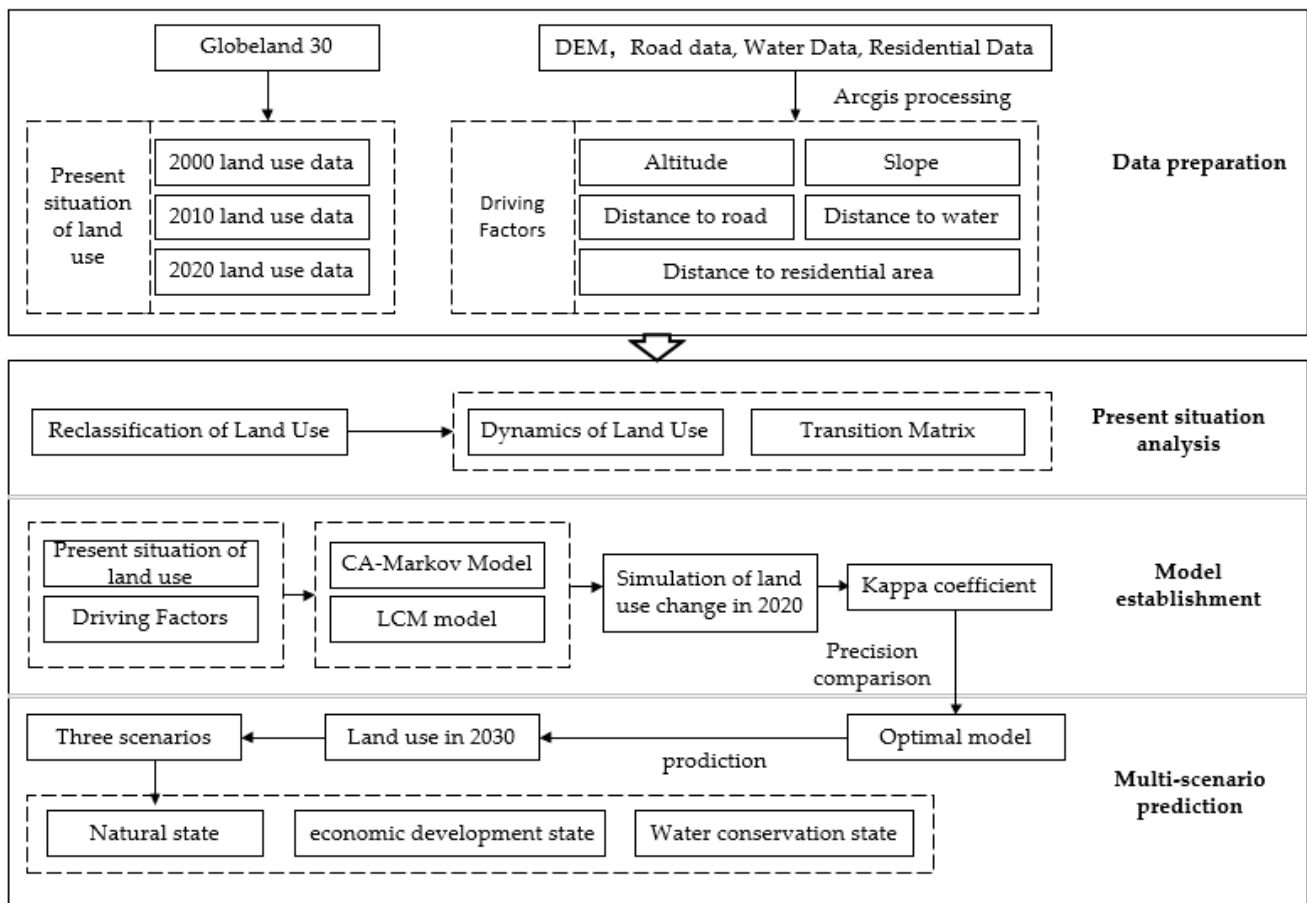 Globeland 30
DEM，Road data, Water Data, Residential Data
Arcgis processing
Present
situation
of land
use
2000 land use data
2010 land use data
2020 land use data
Driving
Factors
Altitude
Slope
Distance to road
Distance to water
Distance to residential area
Data preparation
Reclassification of Land Use
Dynamics of Land Use
Transition Matrix
Present situation
analysis
Present situation of
land use
Driving Factors
CA-Markov Model
LCM model
Simulation of land
use change in 2020
Kappa coefficient
Precision
comparison
Model
establishment
Three scenarios
Land use in 2030
prodiction
Optimal model
Natural state
economic development state
Water conservation state
Multi-scenario
prediction